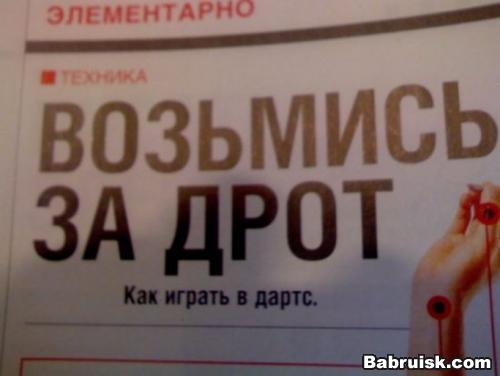 ЭЛЕМЕНТАРНО
ТЕХНИКА
ВОЗЬМИСЬ
ЗА ДРОТ
Как играть в дартс.
Babruisk.com